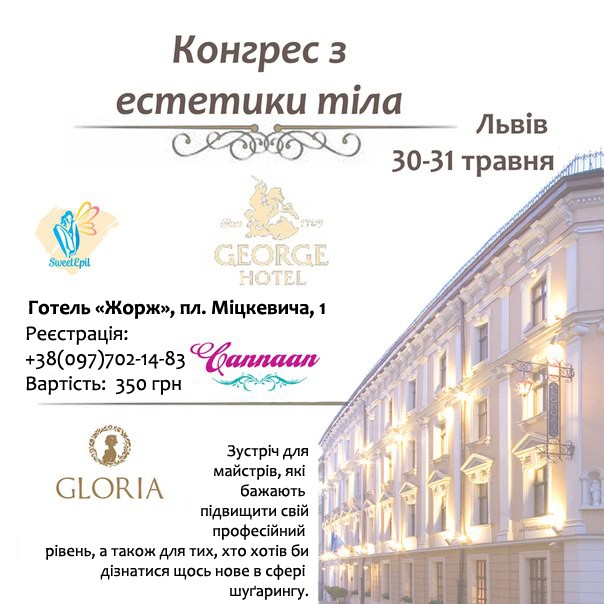 Конгрес з
естетики тіла
Львів
30-31 травня
SweetEpil
GEORGE
HOTEL
Готель «Жорж», пл. Міцкевича, 1
Реєстрація:
+38(097)702-14-83
Cannaan
Вартість:  350 грн
GLORIA
Зустріч для
майстрів, які
бажають
підвищити свій
професійний
рівень, а також для тих, хто хотів би
дізнатися щось нове в сфері
шуґарингу.